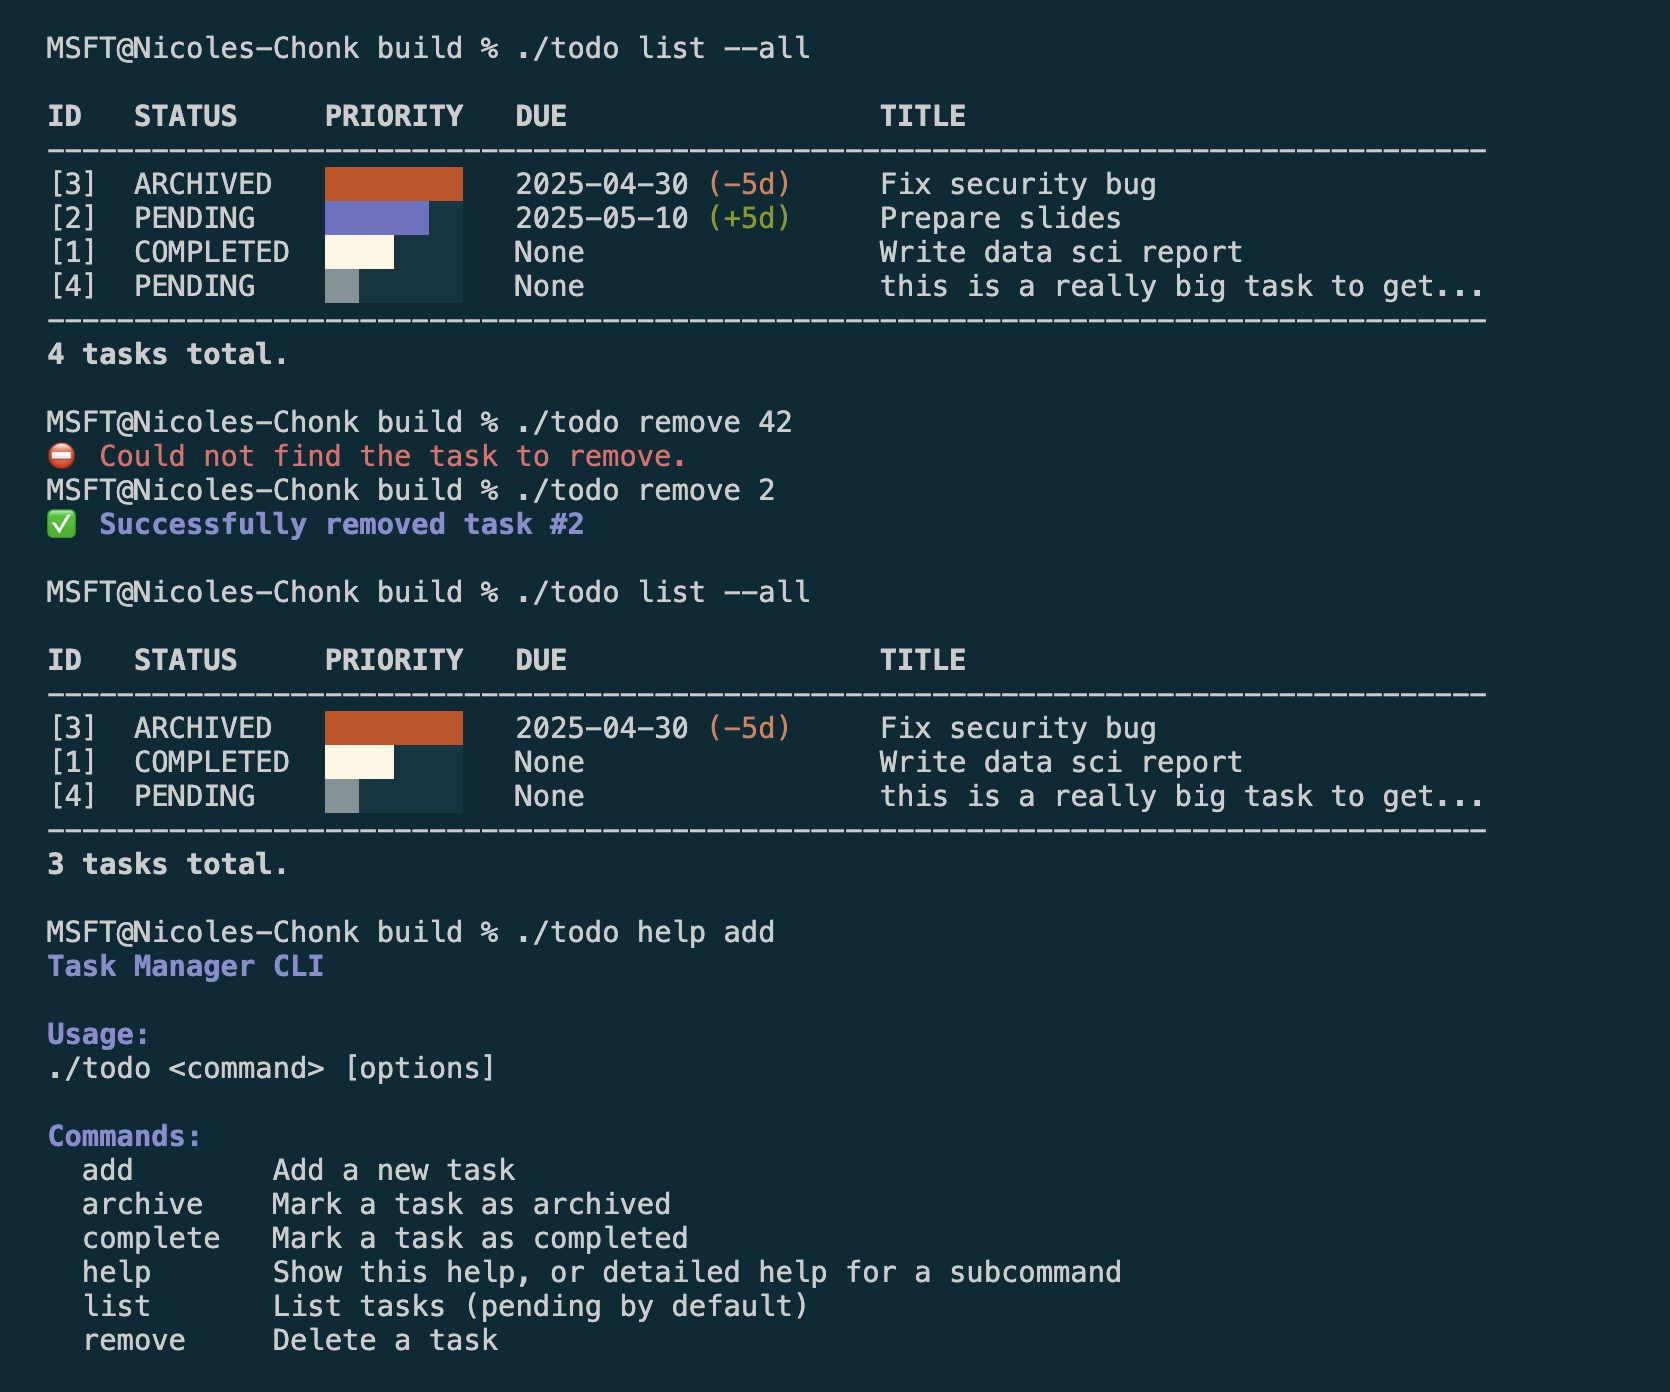 MSFT@Nicoles-Chonk build % ./todo list --all
ID STATUS PRIORITY DUE TITLE
-----------------------------------------------------------------------------------
[3] ARCHIVED 2025-04-30 (-5d) Fix security bug
[2] PENDING 2025-05-10 (+5d) Prepare slides
[1] COMPLETED None Write data sci report
[4] PENDING None this is a really big task to get...
-----------------------------------------------------------------------------------
4 tasks total.
MSFT@Nicoles-Chonk build % ./todo remove 42
⛔ Could not find the task to remove.
MSFT@Nicoles-Chonk build % ./todo remove 2
✅ Successfully removed task #2
MSFT@Nicoles-Chonk build % ./todo list --all
ID STATUS PRIORITY DUE TITLE
-----------------------------------------------------------------------------------
[3] ARCHIVED 2025-04-30 (-5d) Fix security bug
[1] COMPLETED None Write data sci report
[4] PENDING None this is a really big task to get...
-----------------------------------------------------------------------------------
3 tasks total.
MSFT@Nicoles-Chonk build % ./todo help add
Task Manager CLI
Usage:
./todo <command> [options]
Commands:
add Add a new task
archive Mark a task as archived
complete Mark a task as completed
help Show this help, or detailed help for a subcommand
list List tasks (pending by default)
remove Delete a task